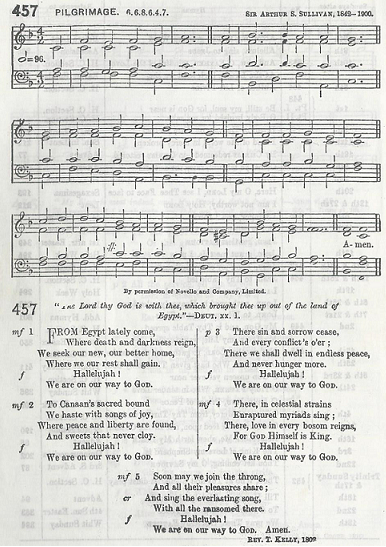 457 PILGRIMAGE. 6.6.8.6.4.7. SIR ARTHUR S. SULLIVAN, 1842–1900.
=96.
A- men.
By permission of Novello and Company, Limited.
457 Lord thy God is with thee, which brought thee up out of the land of
Egypt."—DEUT. xx. 1.
mf 1 FROM Egypt lately come,
Where death and darkness reign,
We seek our new, our better home,
Where we our rest shall gain.
f Hallelujah!
We are on our way to GOD.
mf 2 To Canaan's sacred bound
We haste with songs of joy,
Where peace and liberty are found,
And sweets that never cloy.
f Hallelujah!
We are on our way to GOD.
p 3 There sin and sorrow cease,
And every conflict's o'er;
There we shall dwell in endless peace,
And never hunger more.
f Hallelujah!
We are on our way to GOD.
mf 4 There, in celestial strains
Enraptured myriads sing;
There, love in every bosom reigns,
For GOD Himself is King.
f Hallelujah!
We are on our way to GOD.
mf 5 Soon may we join the throng,
And all their pleasures share;
cr And sing the everlasting song,
With all the ransomed there.
f Hallelujah!
We are on our way to GOD. Amen.
REV. T. KELLY, 1802